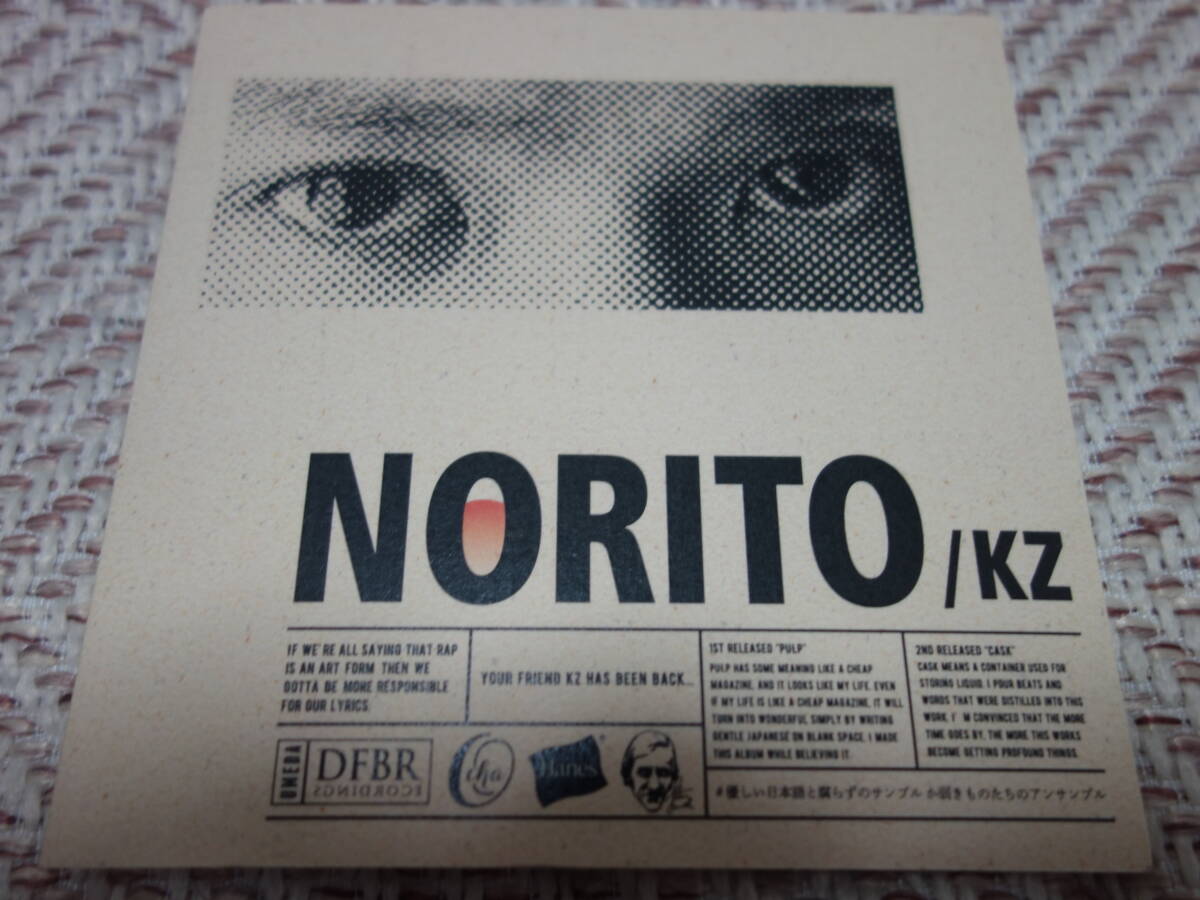 NORITO /KZ
IF WE'RE ALL SAYING THAT RAP
IS AN ART FORM THEN WE
GOTTA BE MORE RESPONSIBLE
FOR OUR LYRICS.
YOUR FRIEND KZ HAS BEEN BACK...
1ST RELEASED "PULP"
PULP HAS SOME MEANING LIKE A CHEAP
MAGAZINE, AND IT LOOKS LIKE MY LIFE. EVEN
IF MY LIFE IS LIKE A CHEAP MAGAZINE, IT WILL
TURN INTO WONDERFUL SIMPLY BY WRITING
GENTLE JAPANESE ON BLANK SPACE. I MADE
THIS ALBUM WHILE BELIEVING IT.
2ND RELEASED "CASK"
CASK MEANS A CONTAINER USED FOR
STORING LIQUID. I POUR BEATS AND
WORDS THAT WERE DISTILLED INTO THIS
WORK. I'M CONVINCED THAT THE MORE
TIME GOES BY, THE MORE THIS WORKS
BECOME GETTING PROFOUND THINGS.
UMEDA
DFBR
RECORDINGS
Hanes
#優しい日本語と腐らずのサンプル か弱きものたちのアンサンブル